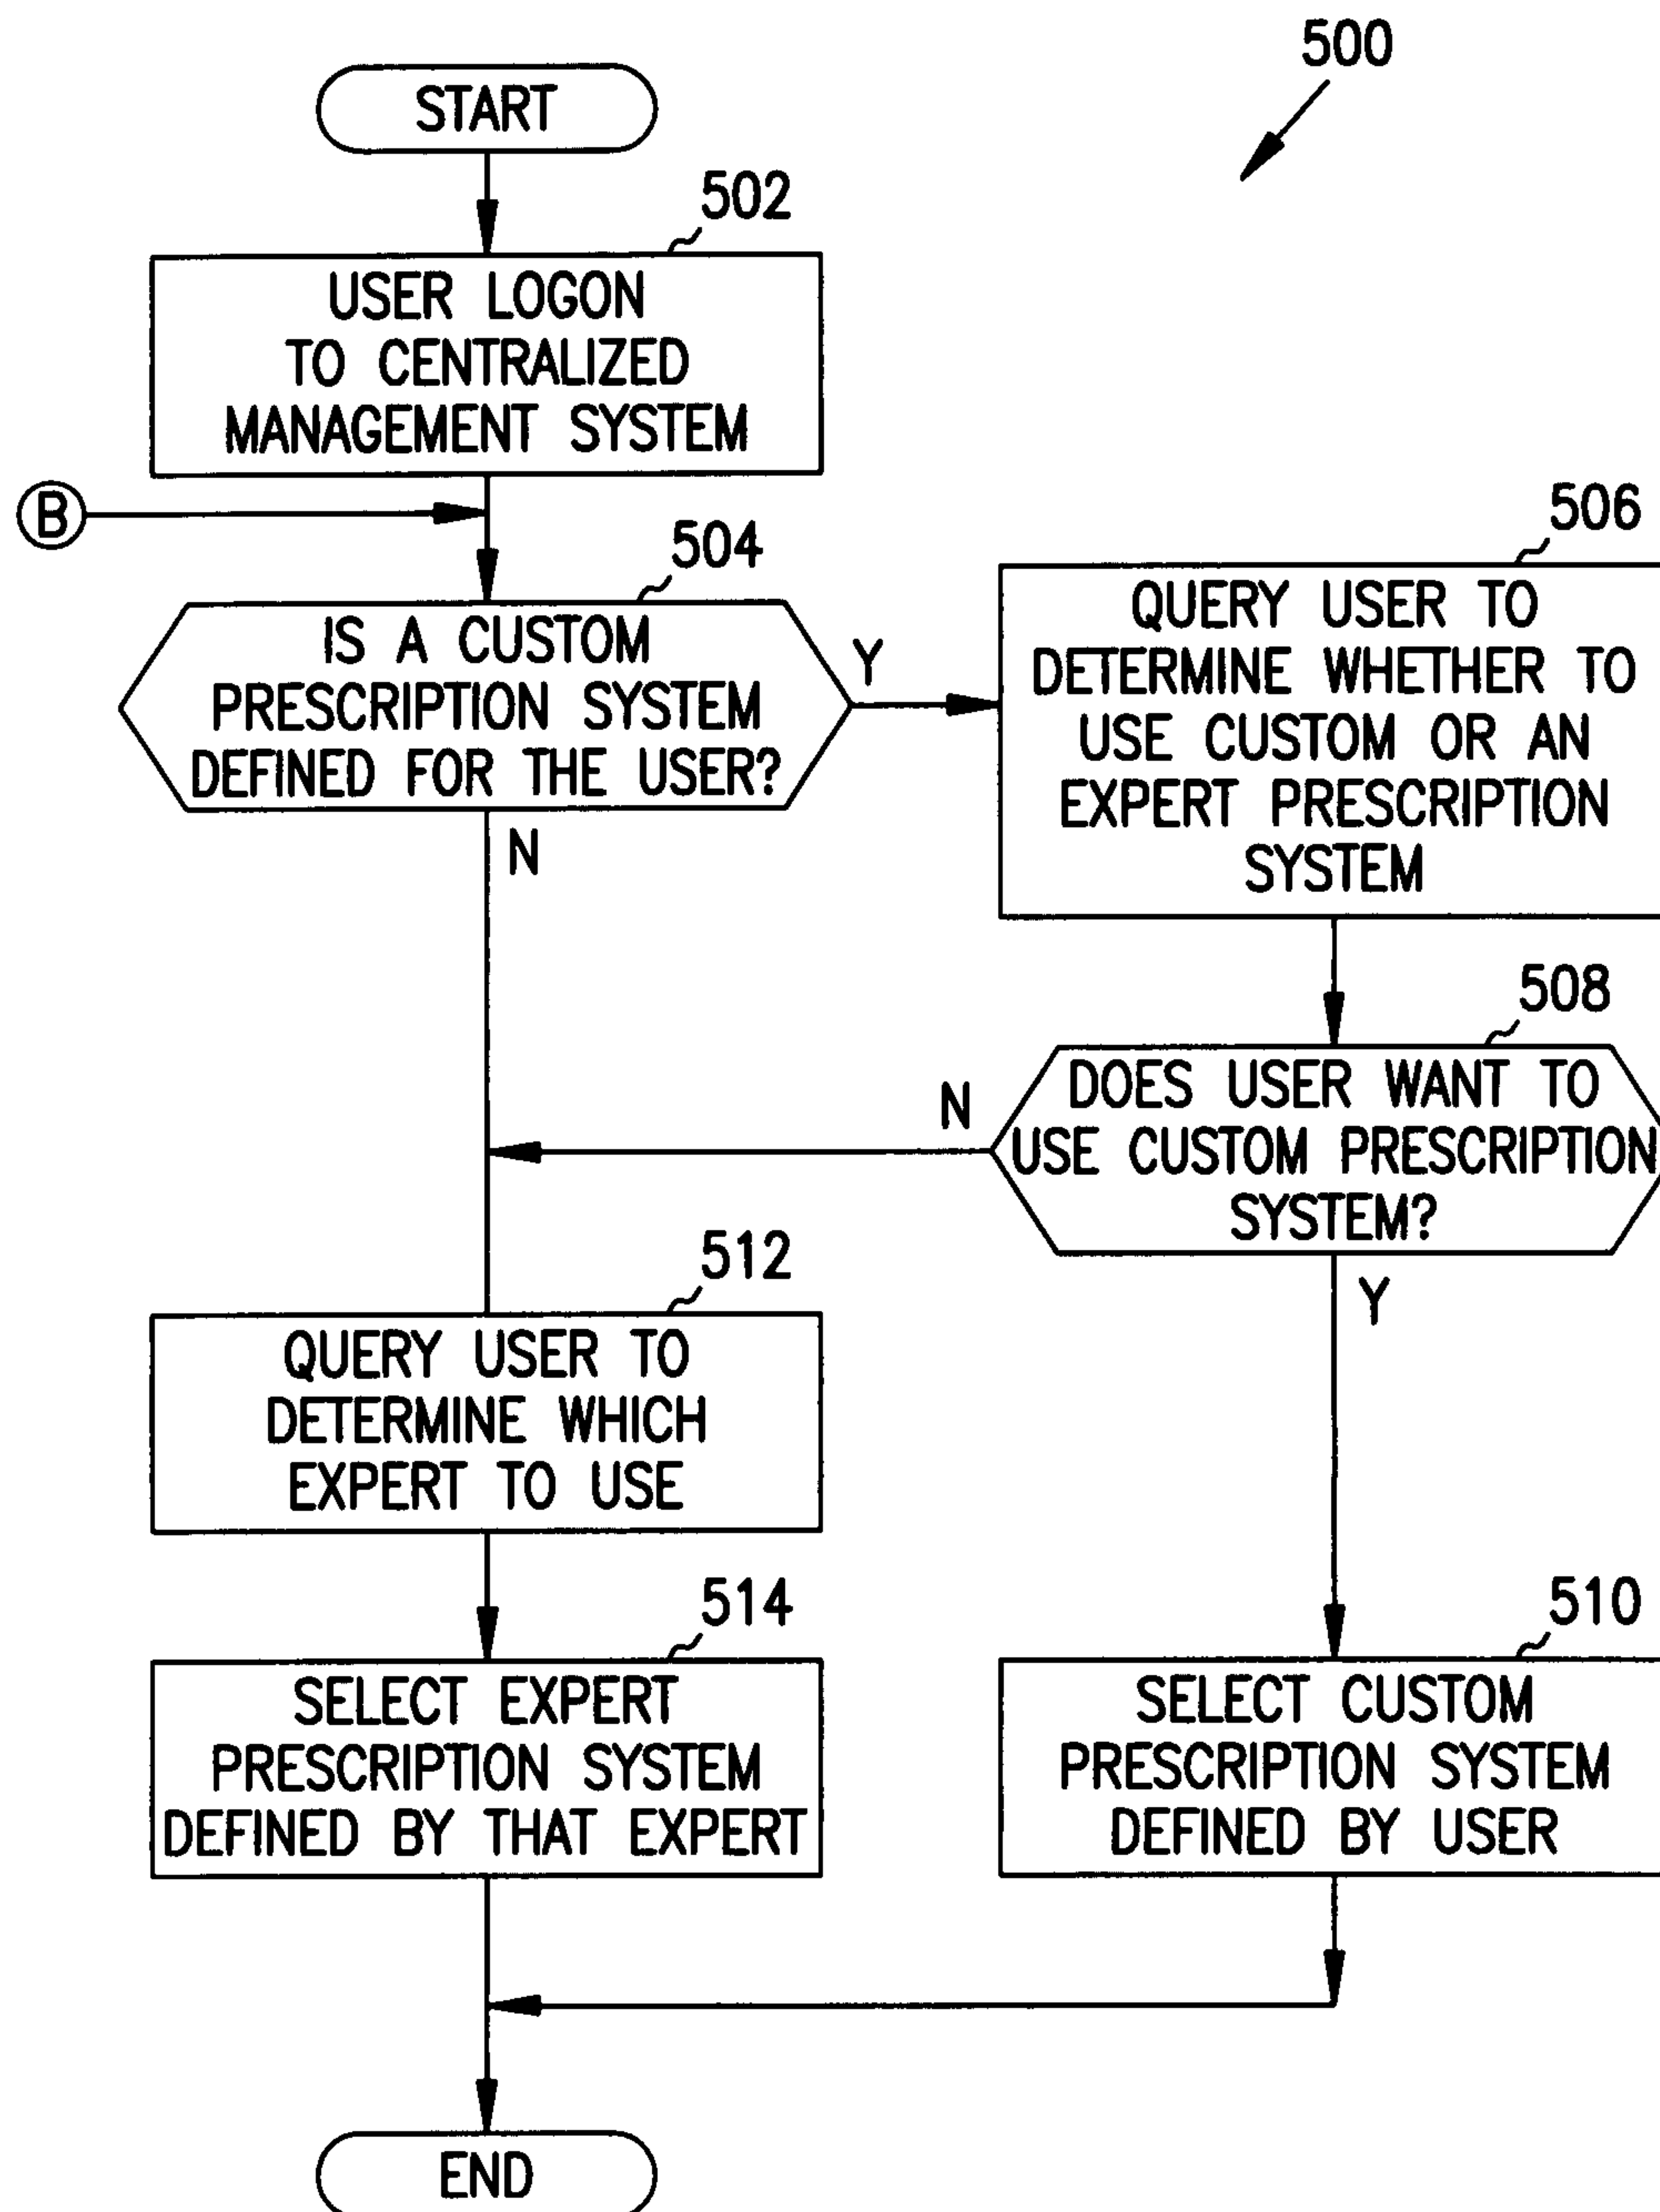 500
START
502
USER LOGON
TO CENTRALIZED
MANAGEMENT SYSTEM
B
504
IS A CUSTOM
PRESCRIPTION SYSTEM
DEFINED FOR THE USER?
Y
N
506
QUERY USER TO
DETERMINE WHETHER TO
USE CUSTOM OR AN
EXPERT PRESCRIPTION
SYSTEM
508
DOES USER WANT TO
USE CUSTOM PRESCRIPTION
SYSTEM?
N
Y
512
QUERY USER TO
DETERMINE WHICH
EXPERT TO USE
514
SELECT EXPERT
PRESCRIPTION SYSTEM
DEFINED BY THAT EXPERT
510
SELECT CUSTOM
PRESCRIPTION SYSTEM
DEFINED BY USER
END